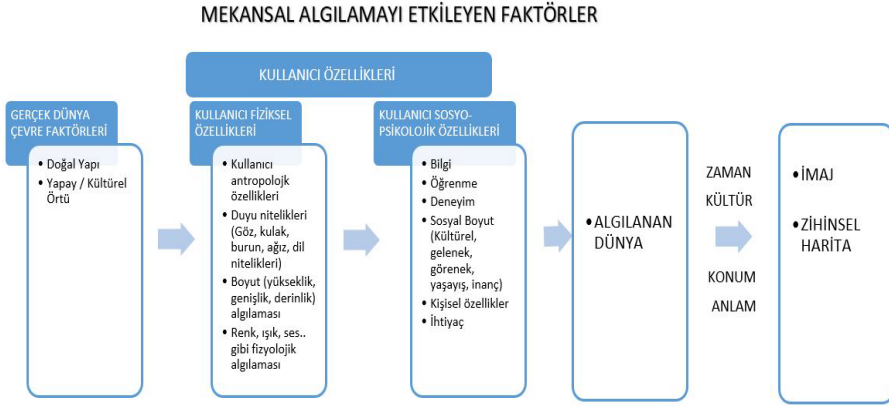 MEKANSAL ALGILAMAYI ETKİLEYEN FAKTÖRLER
KULLANICI ÖZELLİKLERİ
GERÇEK DÜNYA
ÇEVRE FAKTÖRLERİ
• Doğal Yapı
• Yapay / Kültürel
Örtü
KULLANICI FİZİKSEL
ÖZELLİKLERİ
• Kullanıcı
antropolojk
özellikleri
• Duyu nitelikleri
(Göz, kulak,
burun, ağız, dil
nitelikleri)
• Boyut (yükseklik,
genişlik, derinlik)
algılaması
• Renk, ışık, ses..
gibi fizyolojik
algılaması
KULLANICI SOSYO-
PSİKOLOJİK ÖZELLİKLERİ
• Bilgi
• Öğrenme
• Deneyim
• Sosyal Boyut
(Kültürel,
gelenek,
görenek,
yaşayış, inanç)
• Kişisel özellikler
• İhtiyaç
• ALGILANAN
DÜNYA
ZAMAN
KÜLTÜR
KONUM
ANLAM
• İMAJ
• ZİHİNSEL
HARİTA